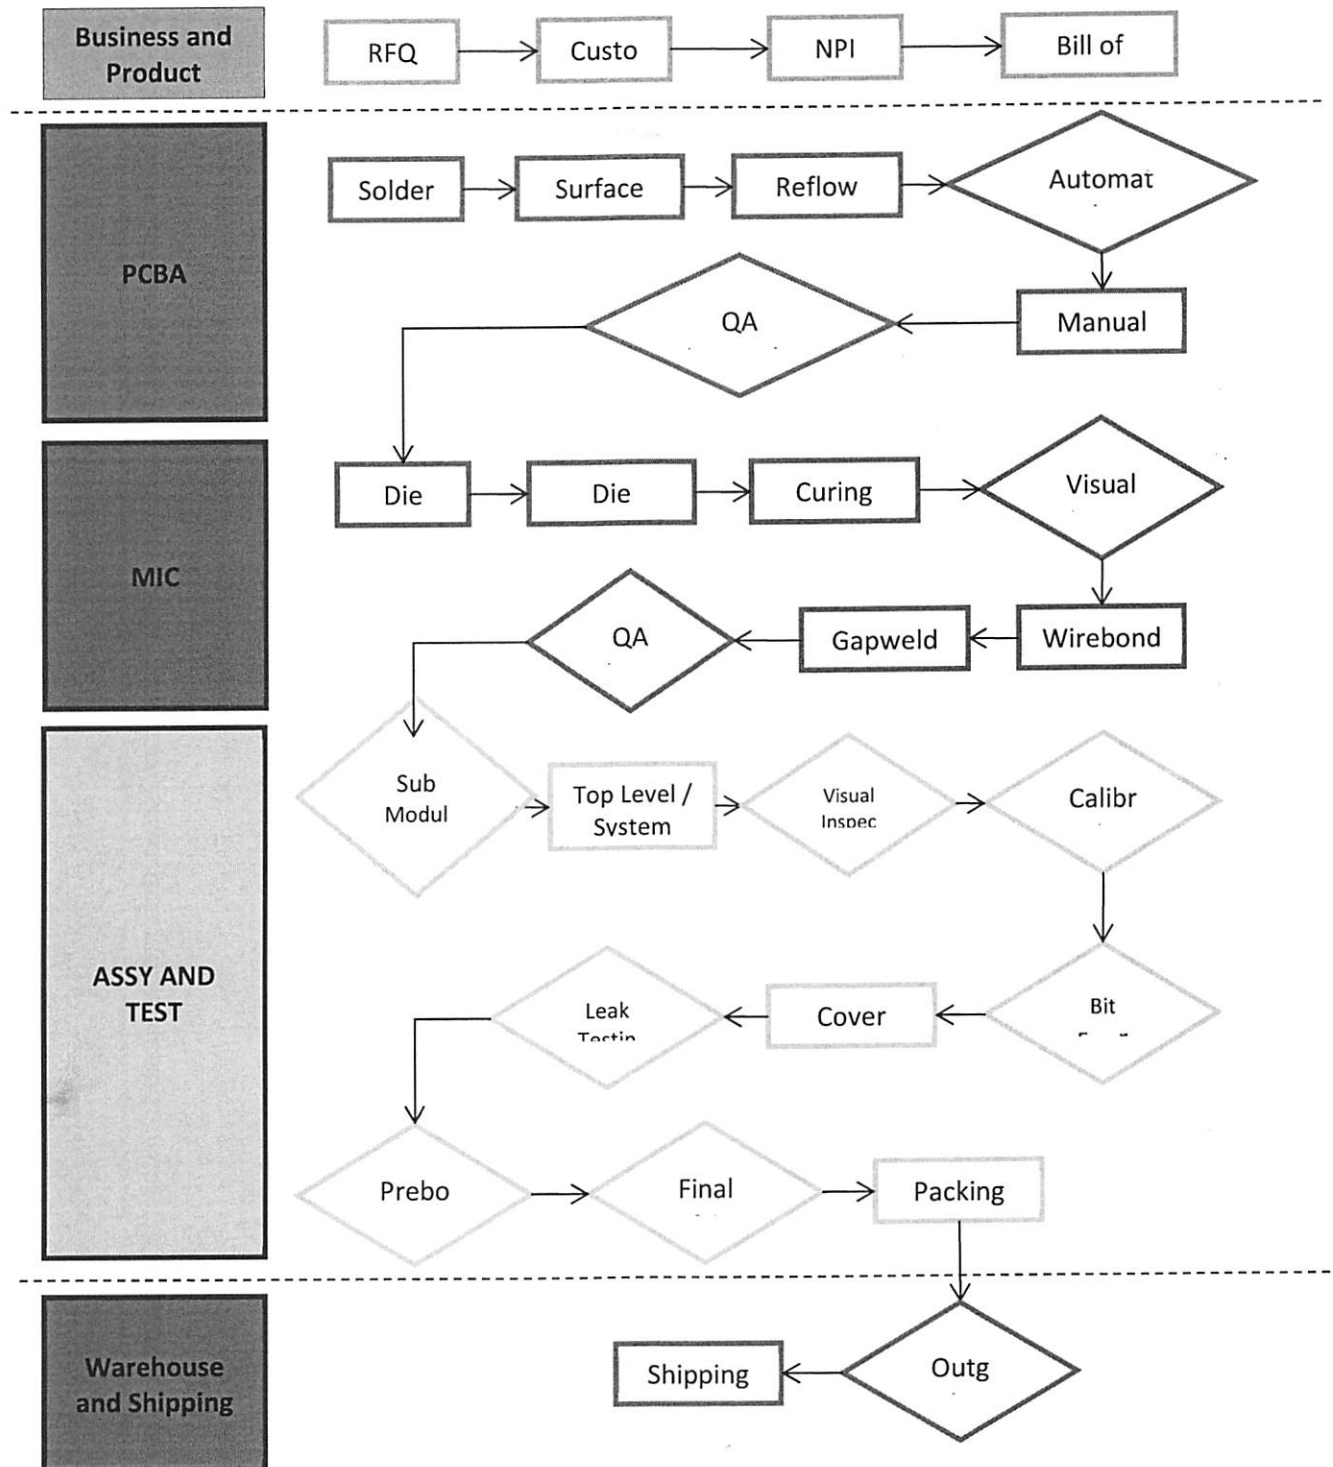 Business and
Product
RFQ
Custo
NPI
Bill of
PCBA
Solder
Surface
Reflow
Automat
QA
Manual
MIC
Die
Die
Curing
Visual
QA
Gapweld
Wirebond
ASSY AND
TEST
Sub
Modul
Top Level /
System
Visual
Inspec
Calibr
Leak
Testin
Cover
Bit
Prebo
Final
Packing
Warehouse
and Shipping
Shipping
Outg